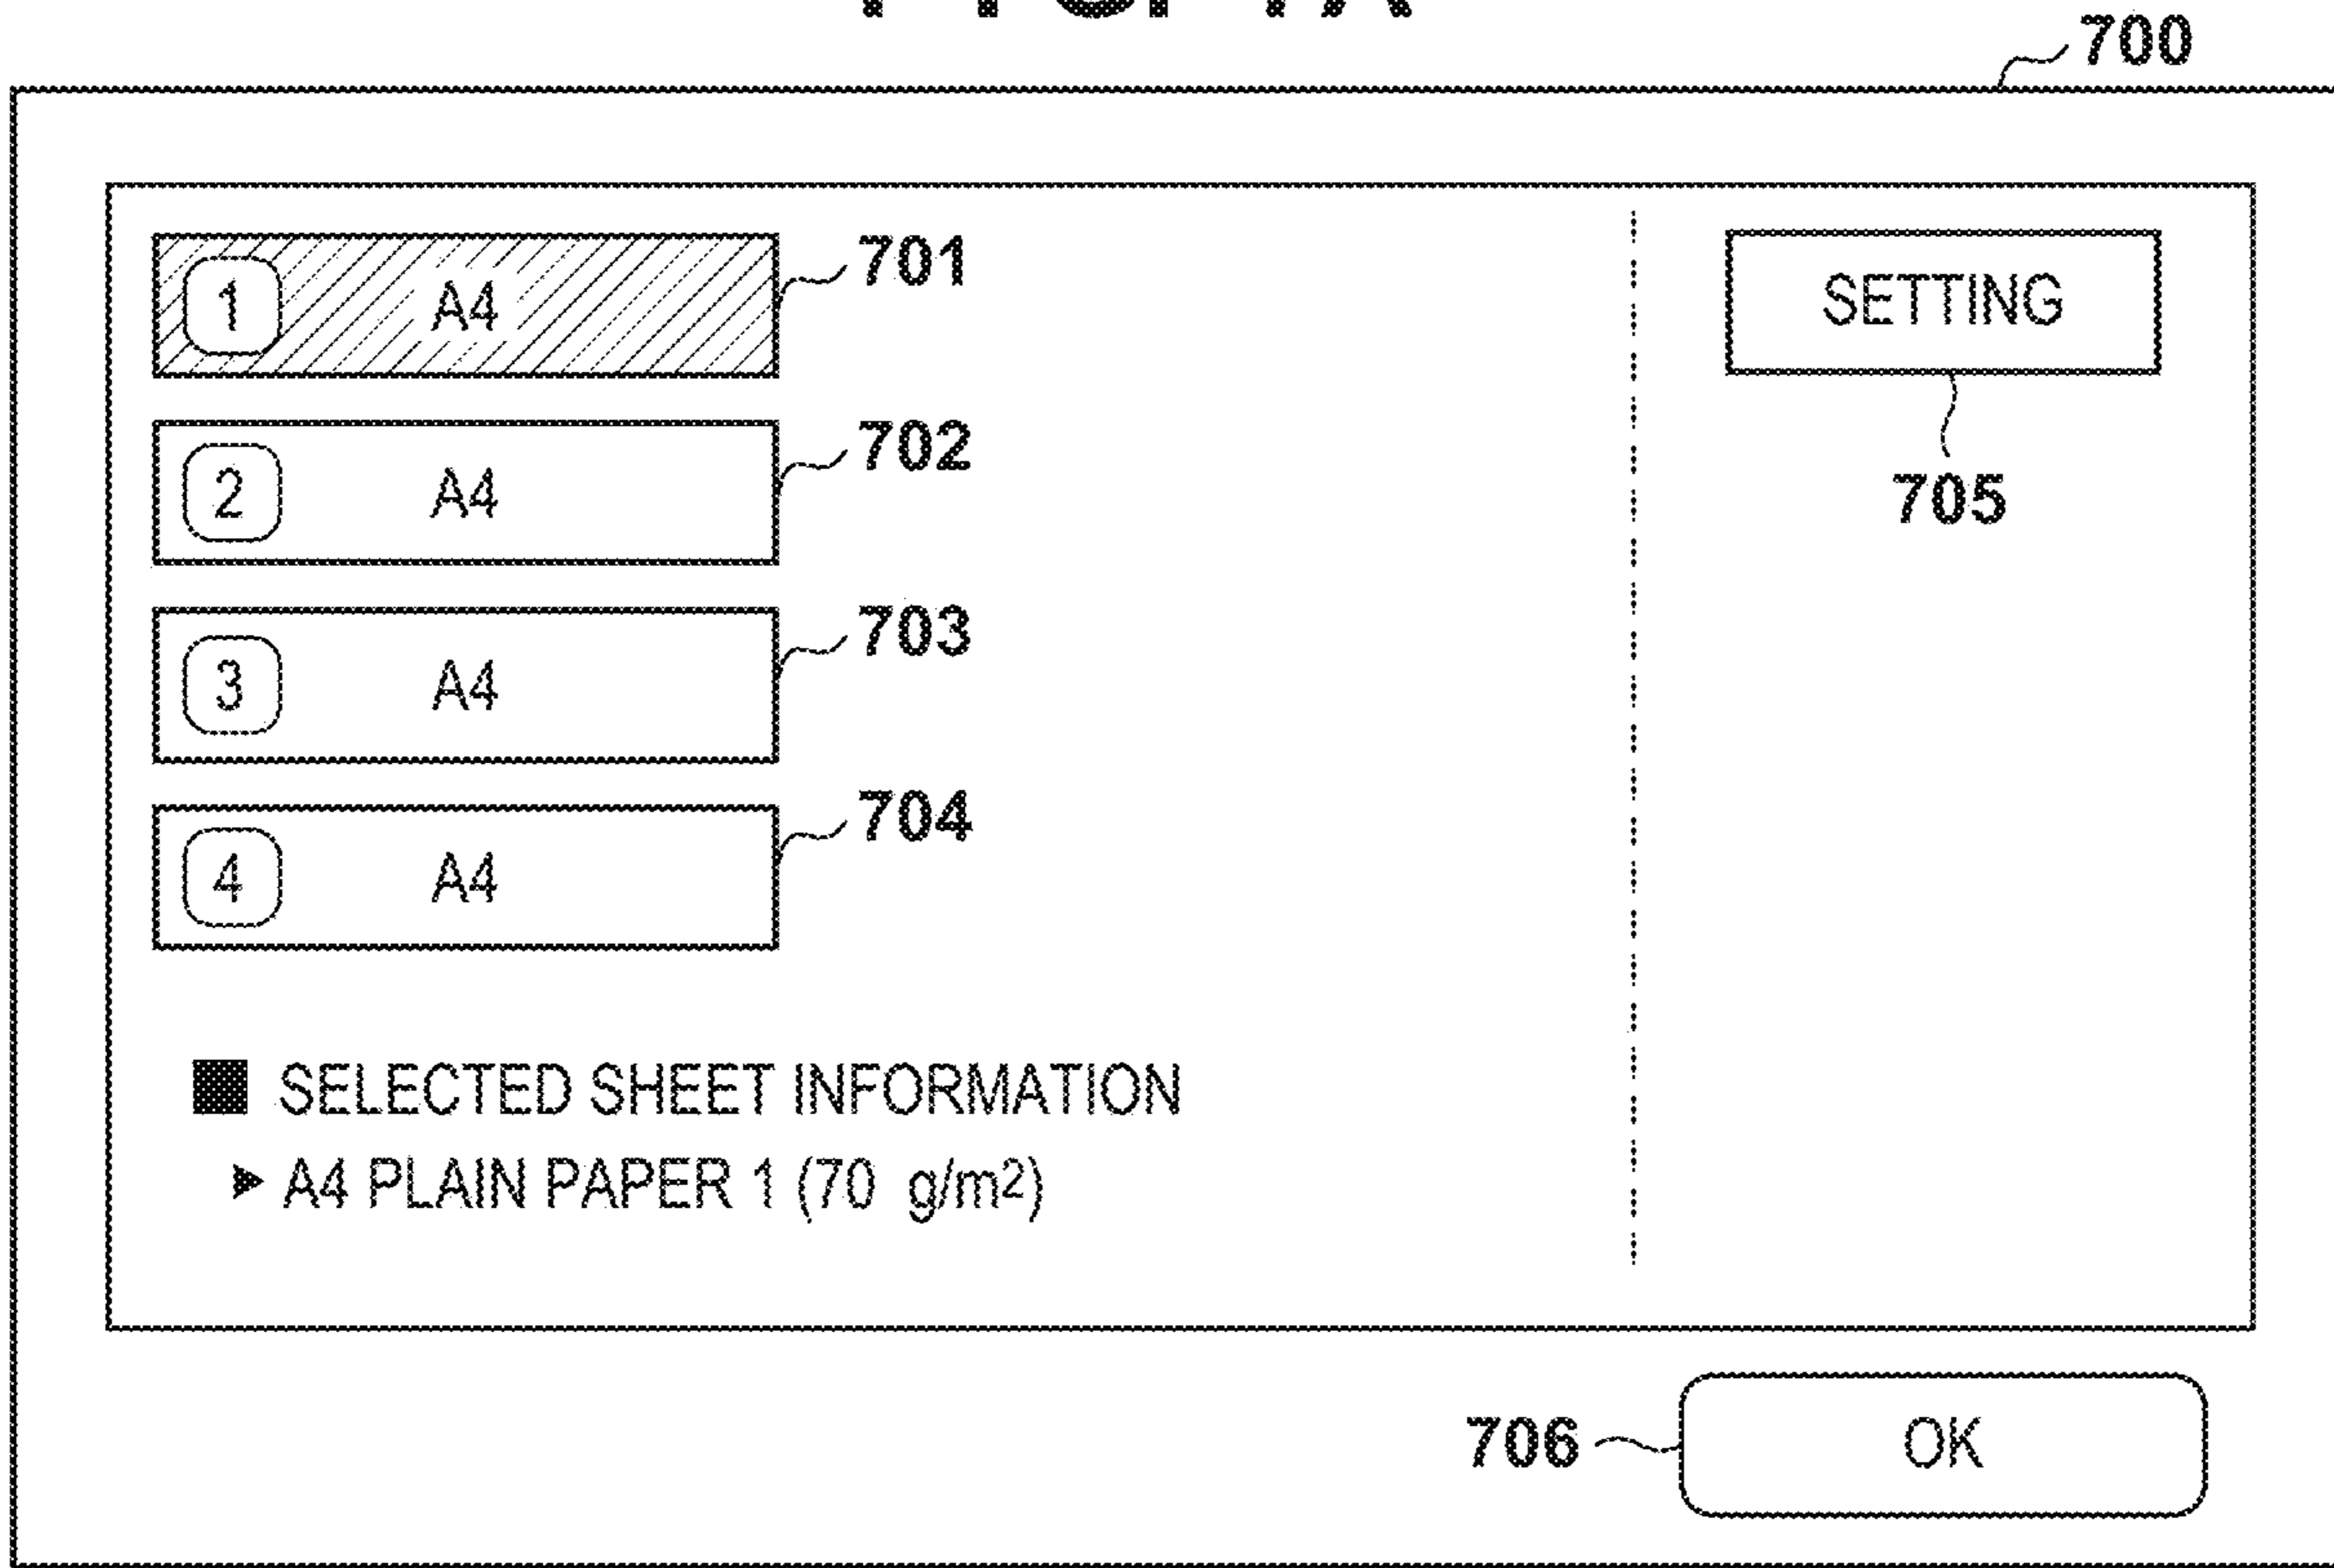 700
1 A4 701 SETTING
2 A4 702
705
3 A4 703
4 A4 704
■ SELECTED SHEET INFORMATION
► A4 PLAIN PAPER 1 (70 g/m2)
706 OK